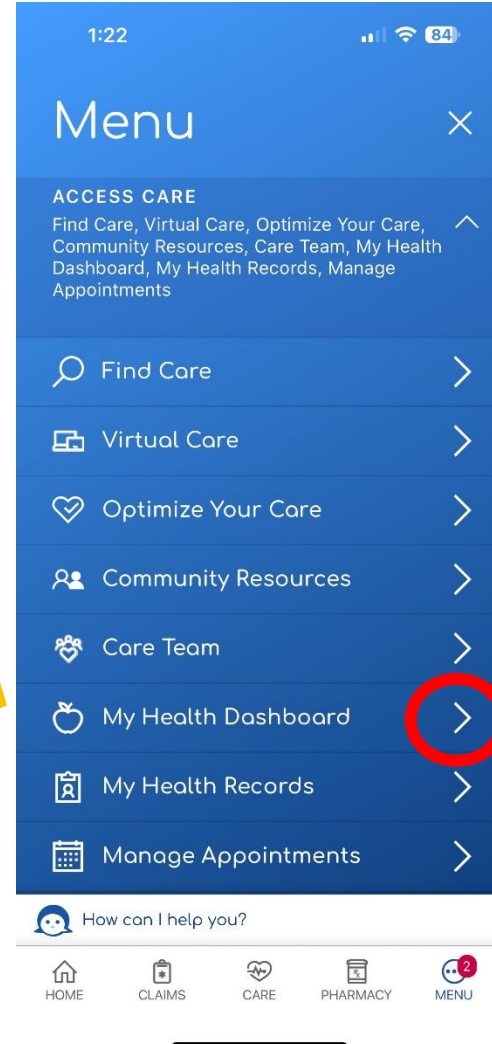 1:22
84
Menu
ACCESS CARE
Find Care, Virtual Care, Optimize Your Care,
Community Resources, Care Team, My Health
Dashboard, My Health Records, Manage
Appointments
Find Care
Virtual Care
Optimize Your Care
Community Resources
Care Team
My Health Dashboard
My Health Records
Manage Appointments
How can I help you?
2
HOME CLAIMS CARE PHARMACY MENU